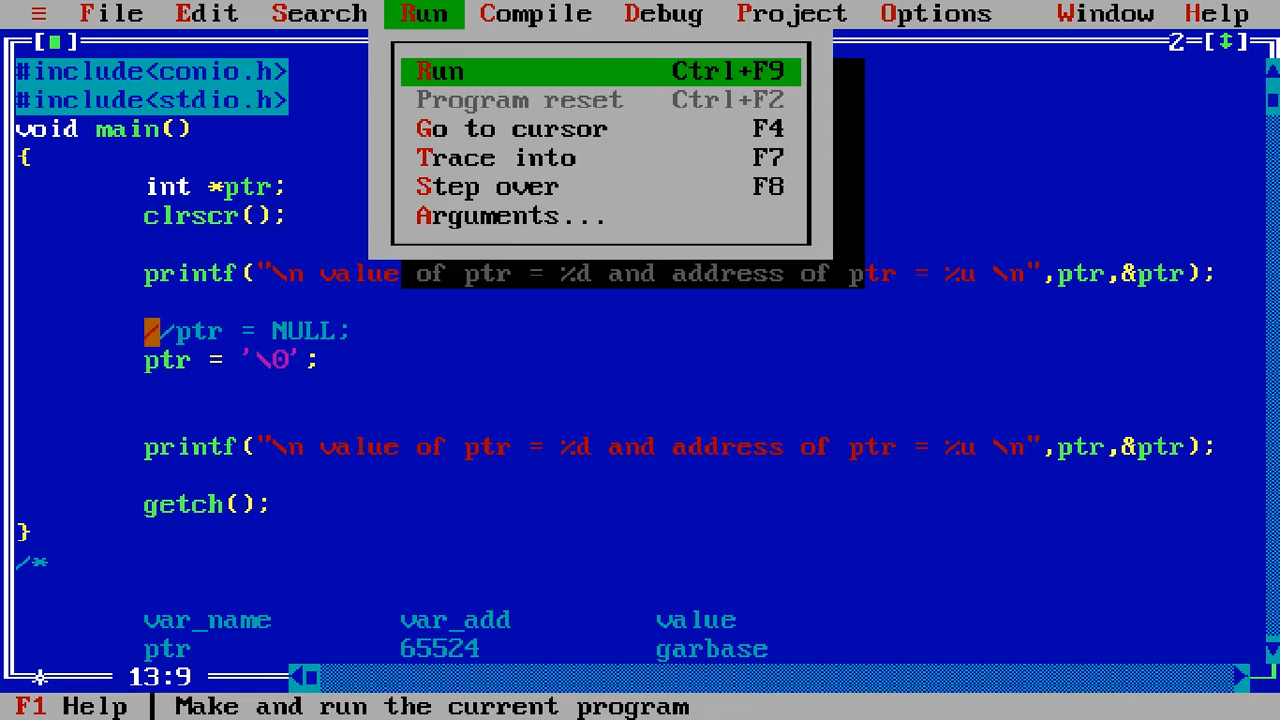 ≡ File Edit Search Run Compile Debug Project Options Window Help
[■] 2=[↕]
#include<conio.h>
Run Ctrl+F9
#include<stdio.h>
Program reset Ctrl+F2
void main()
Go to cursor F4
{
Trace into F7
int *ptr;
Step over F8
clrscr();
Arguments...
printf("\n value of ptr = %d and address of ptr = %u \n",ptr,&ptr);
//ptr = NULL;
ptr = '\0';
printf("\n value of ptr = %d and address of ptr = %u \n",ptr,&ptr);
getch();
}
/*
var_name var_add value
ptr 65524 garbase
13:9
F1 Help | Make and run the current program